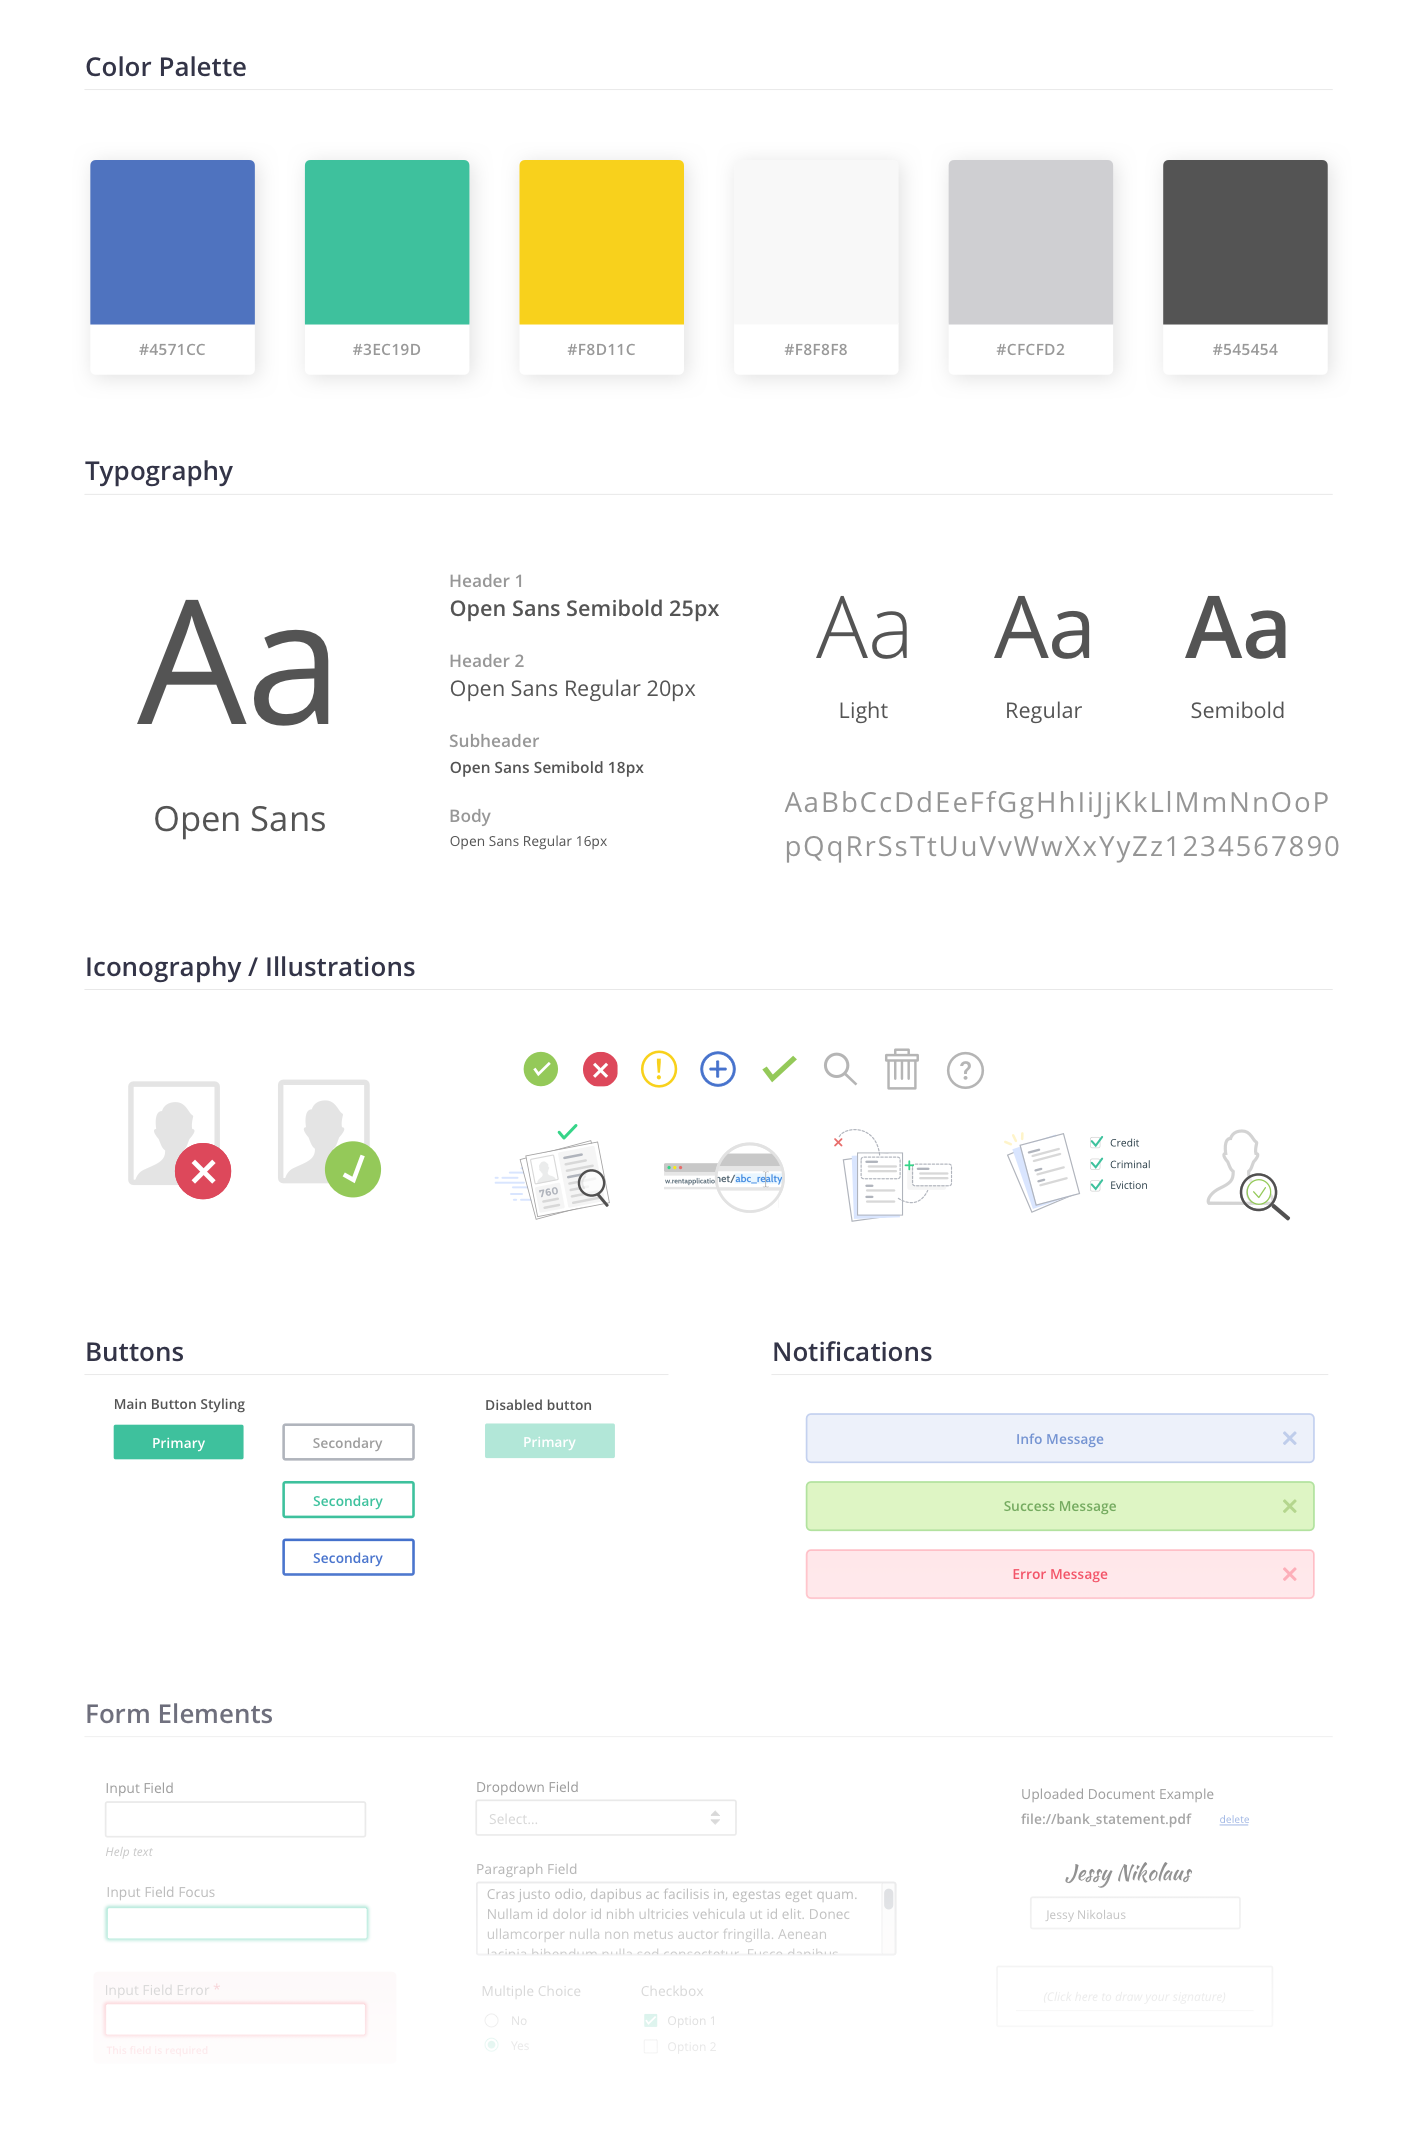 Color Palette
#4571CC
#3EC19D
#F8D11C
#F8F8F8
#CFCFD2
#545454
Typography
Aa
Open Sans
Header 1
Open Sans Semibold 25px
Header 2
Open Sans Regular 20px
Subheader
Open Sans Semibold 18px
Body
Open Sans Regular 16px
Aa
Light
Aa
Regular
Aa
Semibold
AaBbCcDdEeFfGgHhIiJjKkLlMmNnOoP
pQqRrSsTtUuVvWwXxYyZz1234567890
Iconography / Illustrations
760
w.rentapplicatio
net/abc_realty
Credit
Criminal
Eviction
Buttons
Main Button Styling
Primary
Secondary
Secondary
Secondary
Disabled button
Primary
Notifications
Info Message
Success Message
Error Message
Form Elements
Input Field
Help text
Input Field Focus
Input Field Error *
This field is required
Dropdown Field
Select...
Paragraph Field
Cras justo odio, dapibus ac facilisis in, egestas eget quam.
Nullam id dolor id nibh ultricies vehicula ut id elit. Donec
ullamcorper nulla non metus auctor fringilla. Aenean
lacinia bibendum nulla sed consectetur. Fusce dapibus
Multiple Choice
No
Yes
Checkbox
Option 1
Option 2
Uploaded Document Example
file://bank_statement.pdf delete
Jessy Nikolaus
Jessy Nikolaus
(Click here to draw your signature)